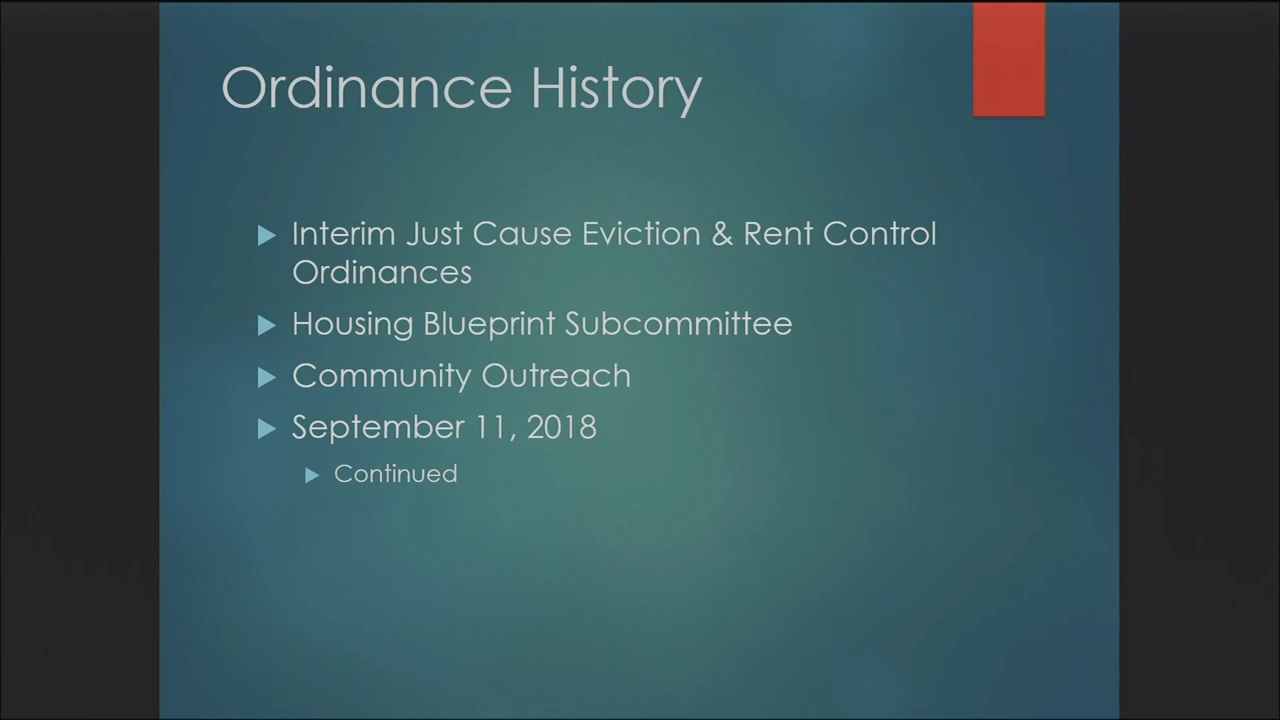 Ordinance History
Interim Just Cause Eviction & Rent Control
Ordinances
Housing Blueprint Subcommittee
Community Outreach
September 11, 2018
Continued